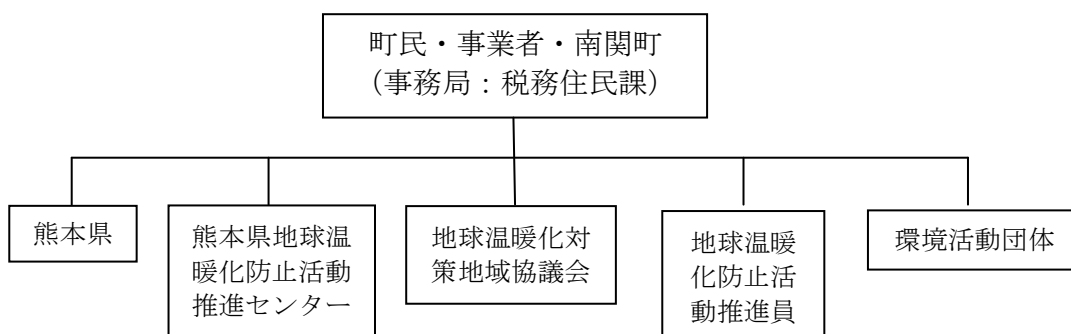 町民・事業者・南関町
（事務局：税務住民課）
熊本県
熊本県地球温
暖化防止活動
推進センター
地球温暖化対
策地域協議会
地球温暖
化防止活
動推進員
環境活動団体